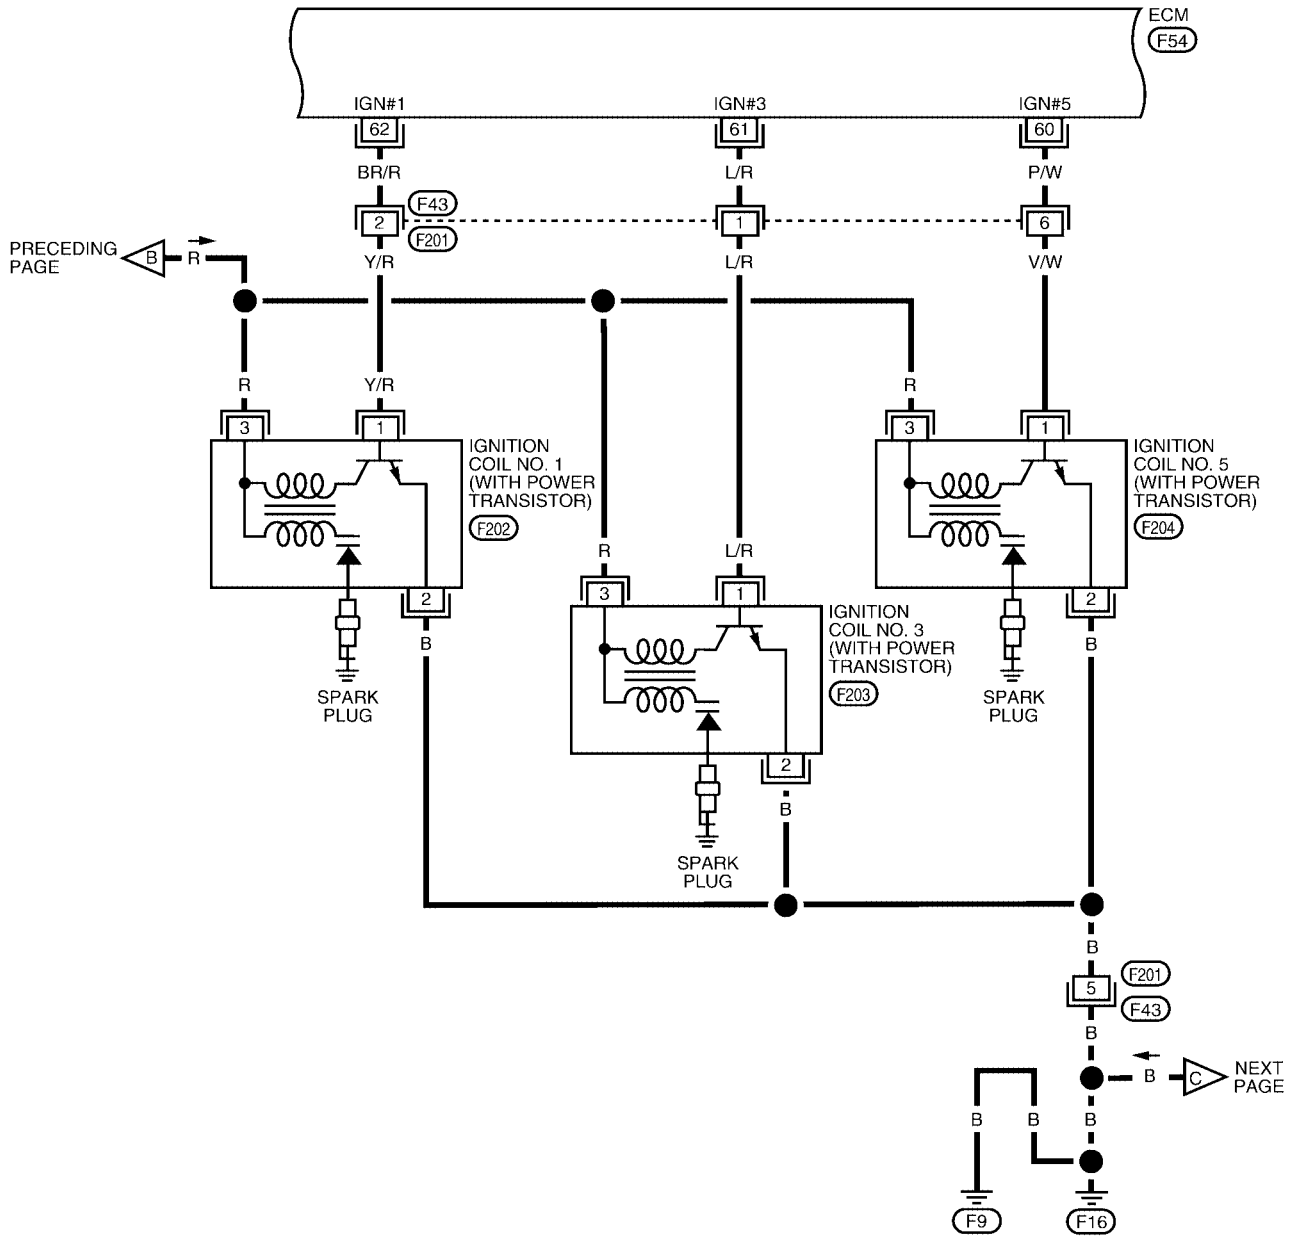 ECM
F54
IGN#1
IGN#3
IGN#5
62
61
60
BR/R
L/R
P/W
F43
2
1
6
F201
PRECEDING
PAGE
B
R
Y/R
L/R
V/W
R
Y/R
R
3
1
3
1
IGNITION
COIL NO. 1
(WITH POWER
TRANSISTOR)
F202
IGNITION
COIL NO. 5
(WITH POWER
TRANSISTOR)
F204
R
L/R
3
1
2
2
IGNITION
COIL NO. 3
(WITH POWER
TRANSISTOR)
F203
B
B
SPARK
PLUG
SPARK
PLUG
2
B
SPARK
PLUG
B
F201
5
F43
B
B
C
NEXT
PAGE
B
B
B
F9
F16